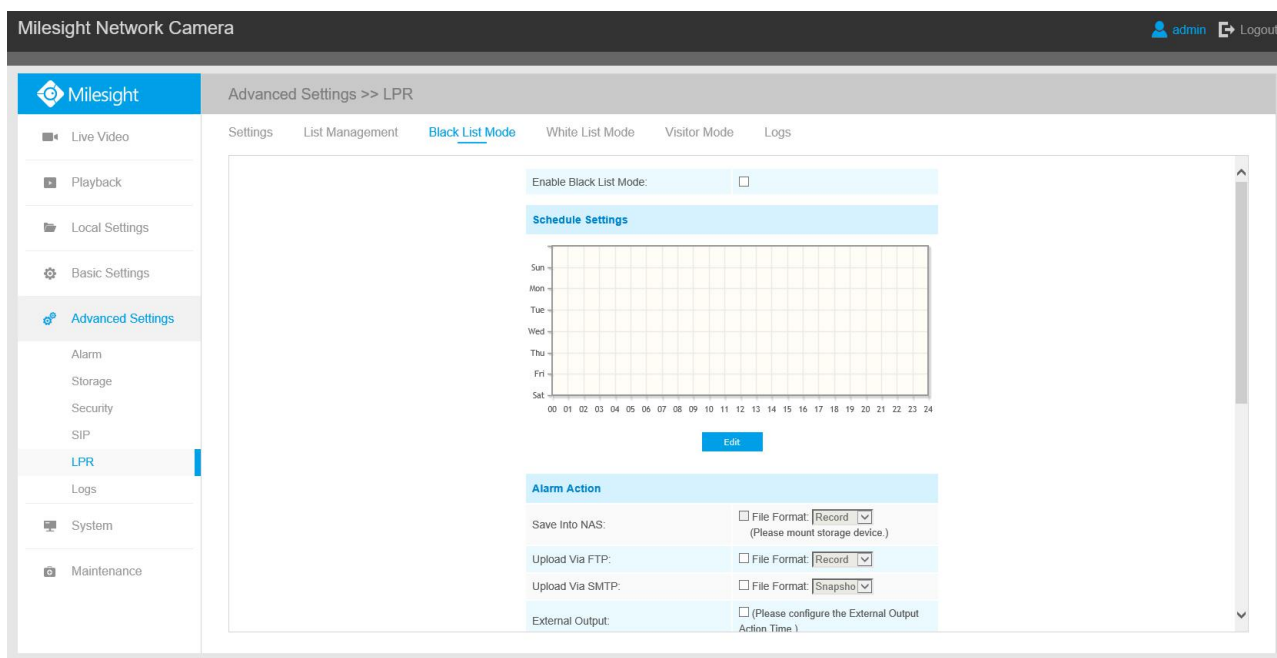 Milesight Network Camera
admin Logout
Milesight
Advanced Settings >> LPR
Live Video
Playback
Local Settings
Basic Settings
Advanced Settings
Alarm
Storage
Security
SIP
LPR
Logs
System
Maintenance
Settings List Management Black List Mode White List Mode Visitor Mode Logs
Enable Black List Mode:
Schedule Settings
Sun
Mon
Tue
Wed
Thu
Fri
Sat
00 01 02 03 04 05 06 07 08 09 10 11 12 13 14 15 16 17 18 19 20 21 22 23 24
Edit
Alarm Action
Save Into NAS: File Format: Record
(Please mount storage device.)
Upload Via FTP: File Format: Record
Upload Via SMTP: File Format: Snapsho
External Output: (Please configure the External Output
Action Time.)